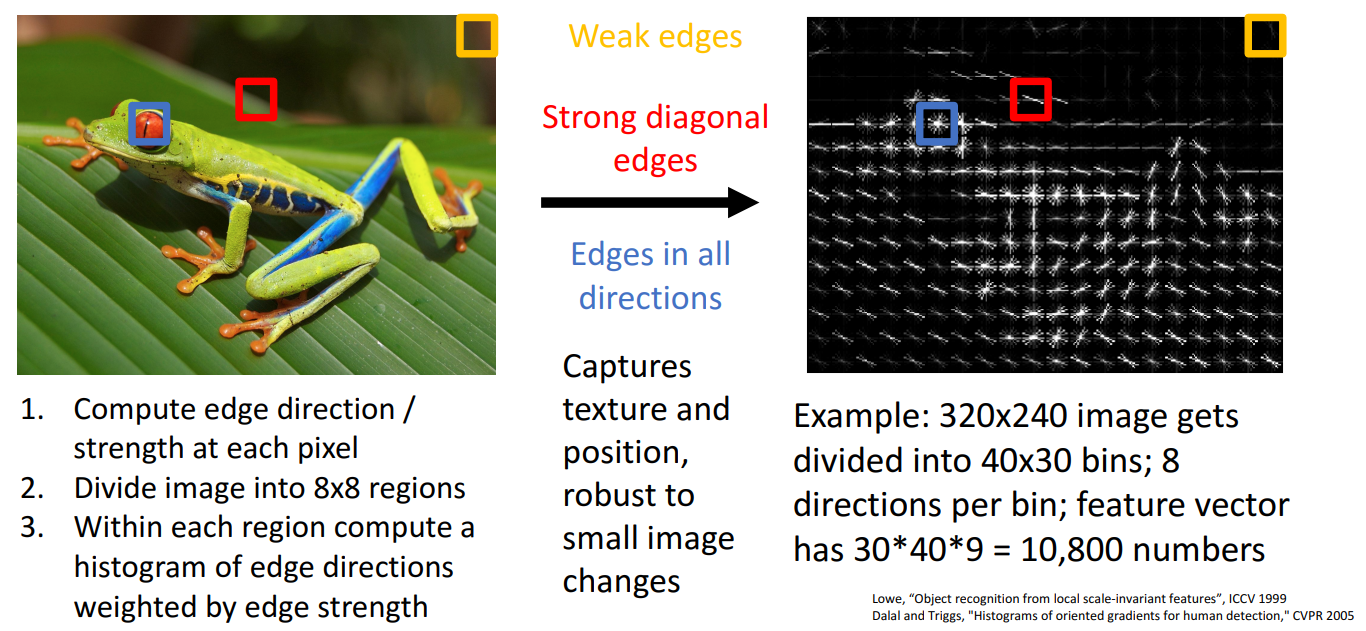 Weak edges
Strong diagonal
edges
Edges in all
directions
Captures
texture and
position,
robust to
small image
changes
1. Compute edge direction /
strength at each pixel
2. Divide image into 8x8 regions
3. Within each region compute a
histogram of edge directions
weighted by edge strength
Example: 320x240 image gets
divided into 40x30 bins; 8
directions per bin; feature vector
has 30*40*9 = 10,800 numbers
Lowe, “Object recognition from local scale-invariant features”, ICCV 1999
Dalal and Triggs, "Histograms of oriented gradients for human detection," CVPR 2005